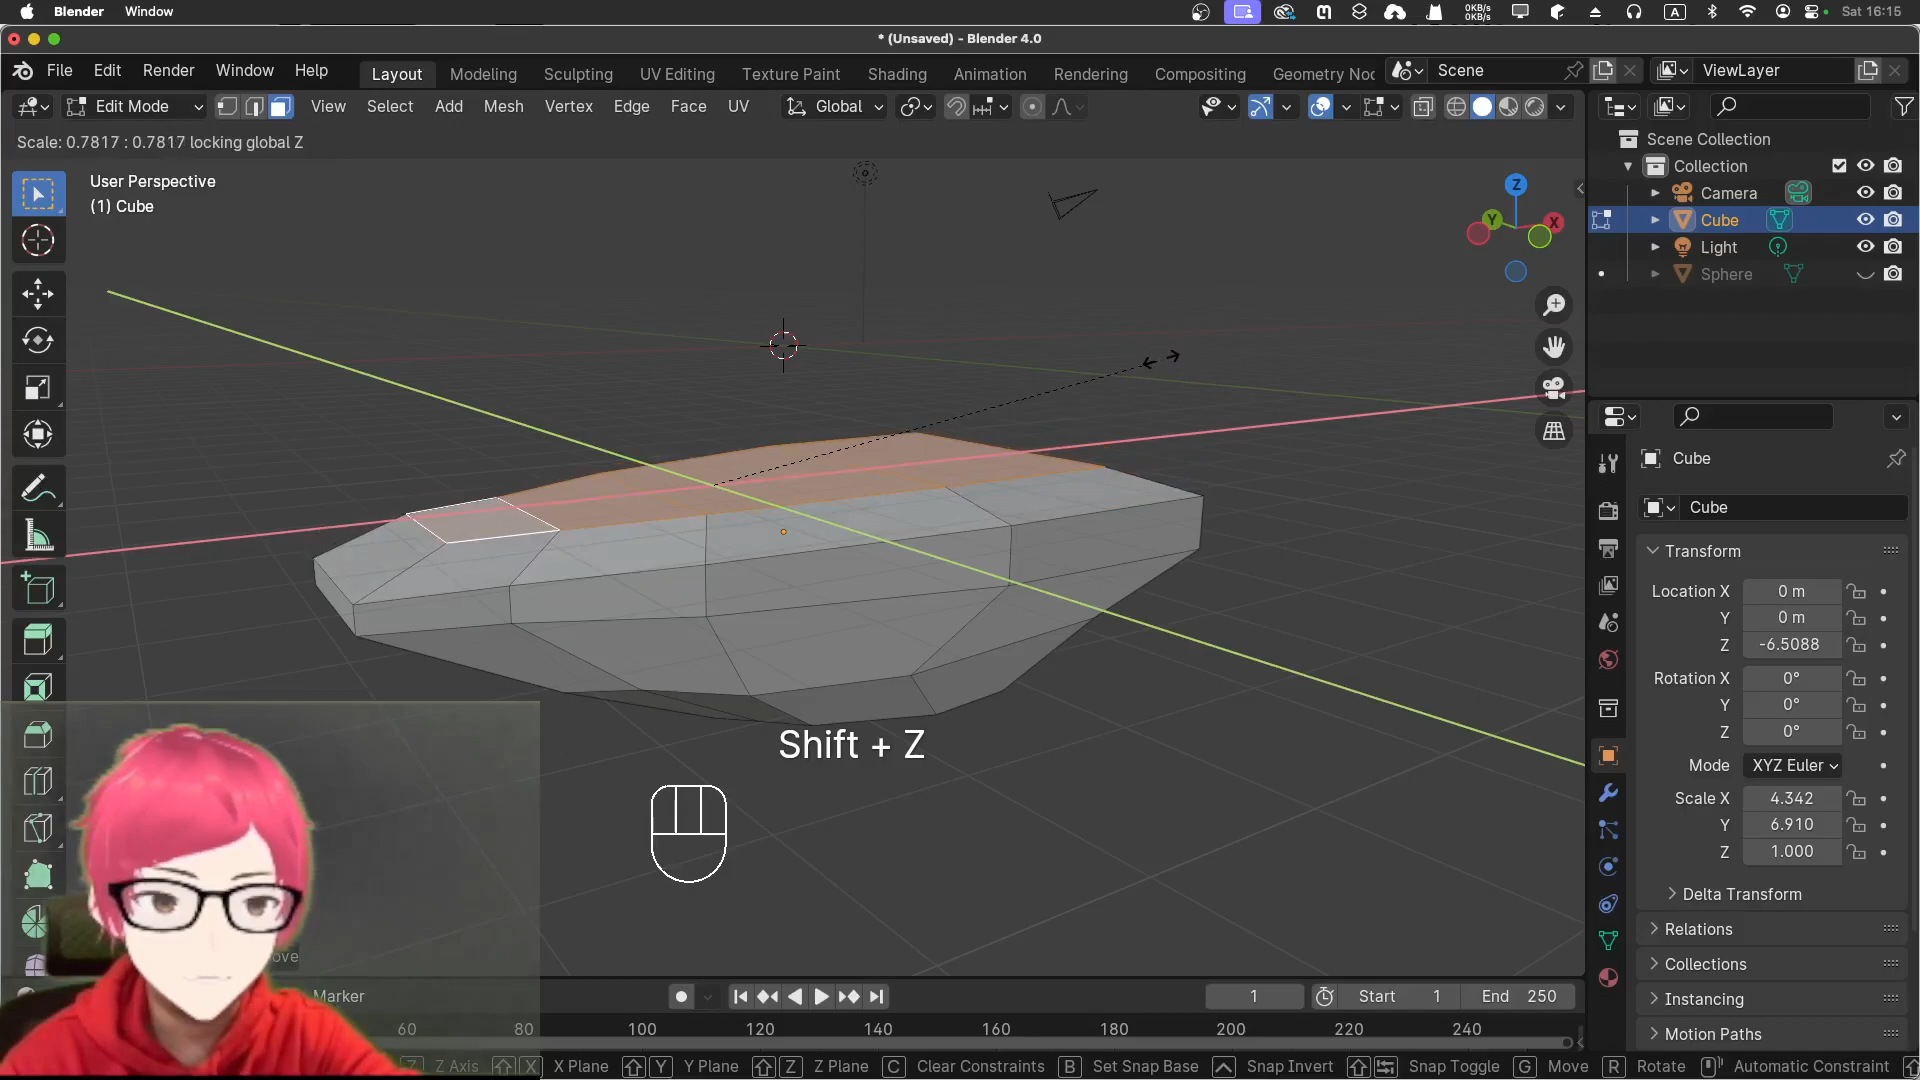 Blender Window
0KB/s
0KB/s
A
Sat 16:15
* (Unsaved) - Blender 4.0
File Edit Render Window Help
Layout Modeling Sculpting UV Editing Texture Paint Shading Animation Rendering Compositing Geometry Noc
Scene
ViewLayer
Edit Mode
View Select Add Mesh Vertex Edge Face UV
Global
Scale: 0.7817 : 0.7817 locking global Z
User Perspective
(1) Cube
Z
Y
X
Scene Collection
Collection
Camera
Cube
Light
Sphere
Cube
Cube
Transform
Location X 0 m
Y 0 m
Z -6.5088
Rotation X 0°
Y 0°
Z 0°
Mode XYZ Euler
Scale X 4.342
Y 6.910
Z 1.000
Delta Transform
Relations
Collections
Instancing
Motion Paths
Shift + Z
ove
Marker
1
Start 1
End 250
60 80 100 120 140 160 180 200 220 240
Z Z Axis X X Plane Y Y Plane Z Z Plane C Clear Constraints B Set Snap Base Snap Invert Snap Toggle G Move R Rotate Automatic Constraint